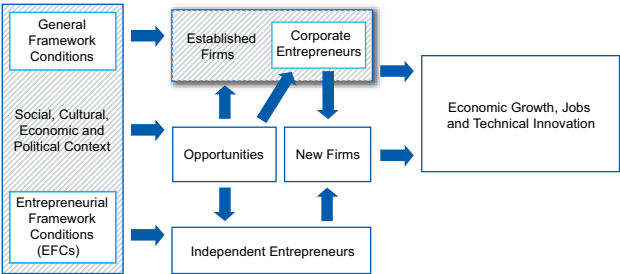 General
Framework
Conditions
Social, Cultural,
Economic and
Political Context
Entrepreneurial
Framework
Conditions
(EFCs)
Established
Firms
Corporate
Entrepreneurs
Opportunities
New Firms
Independent Entrepreneurs
Economic Growth, Jobs
and Technical Innovation